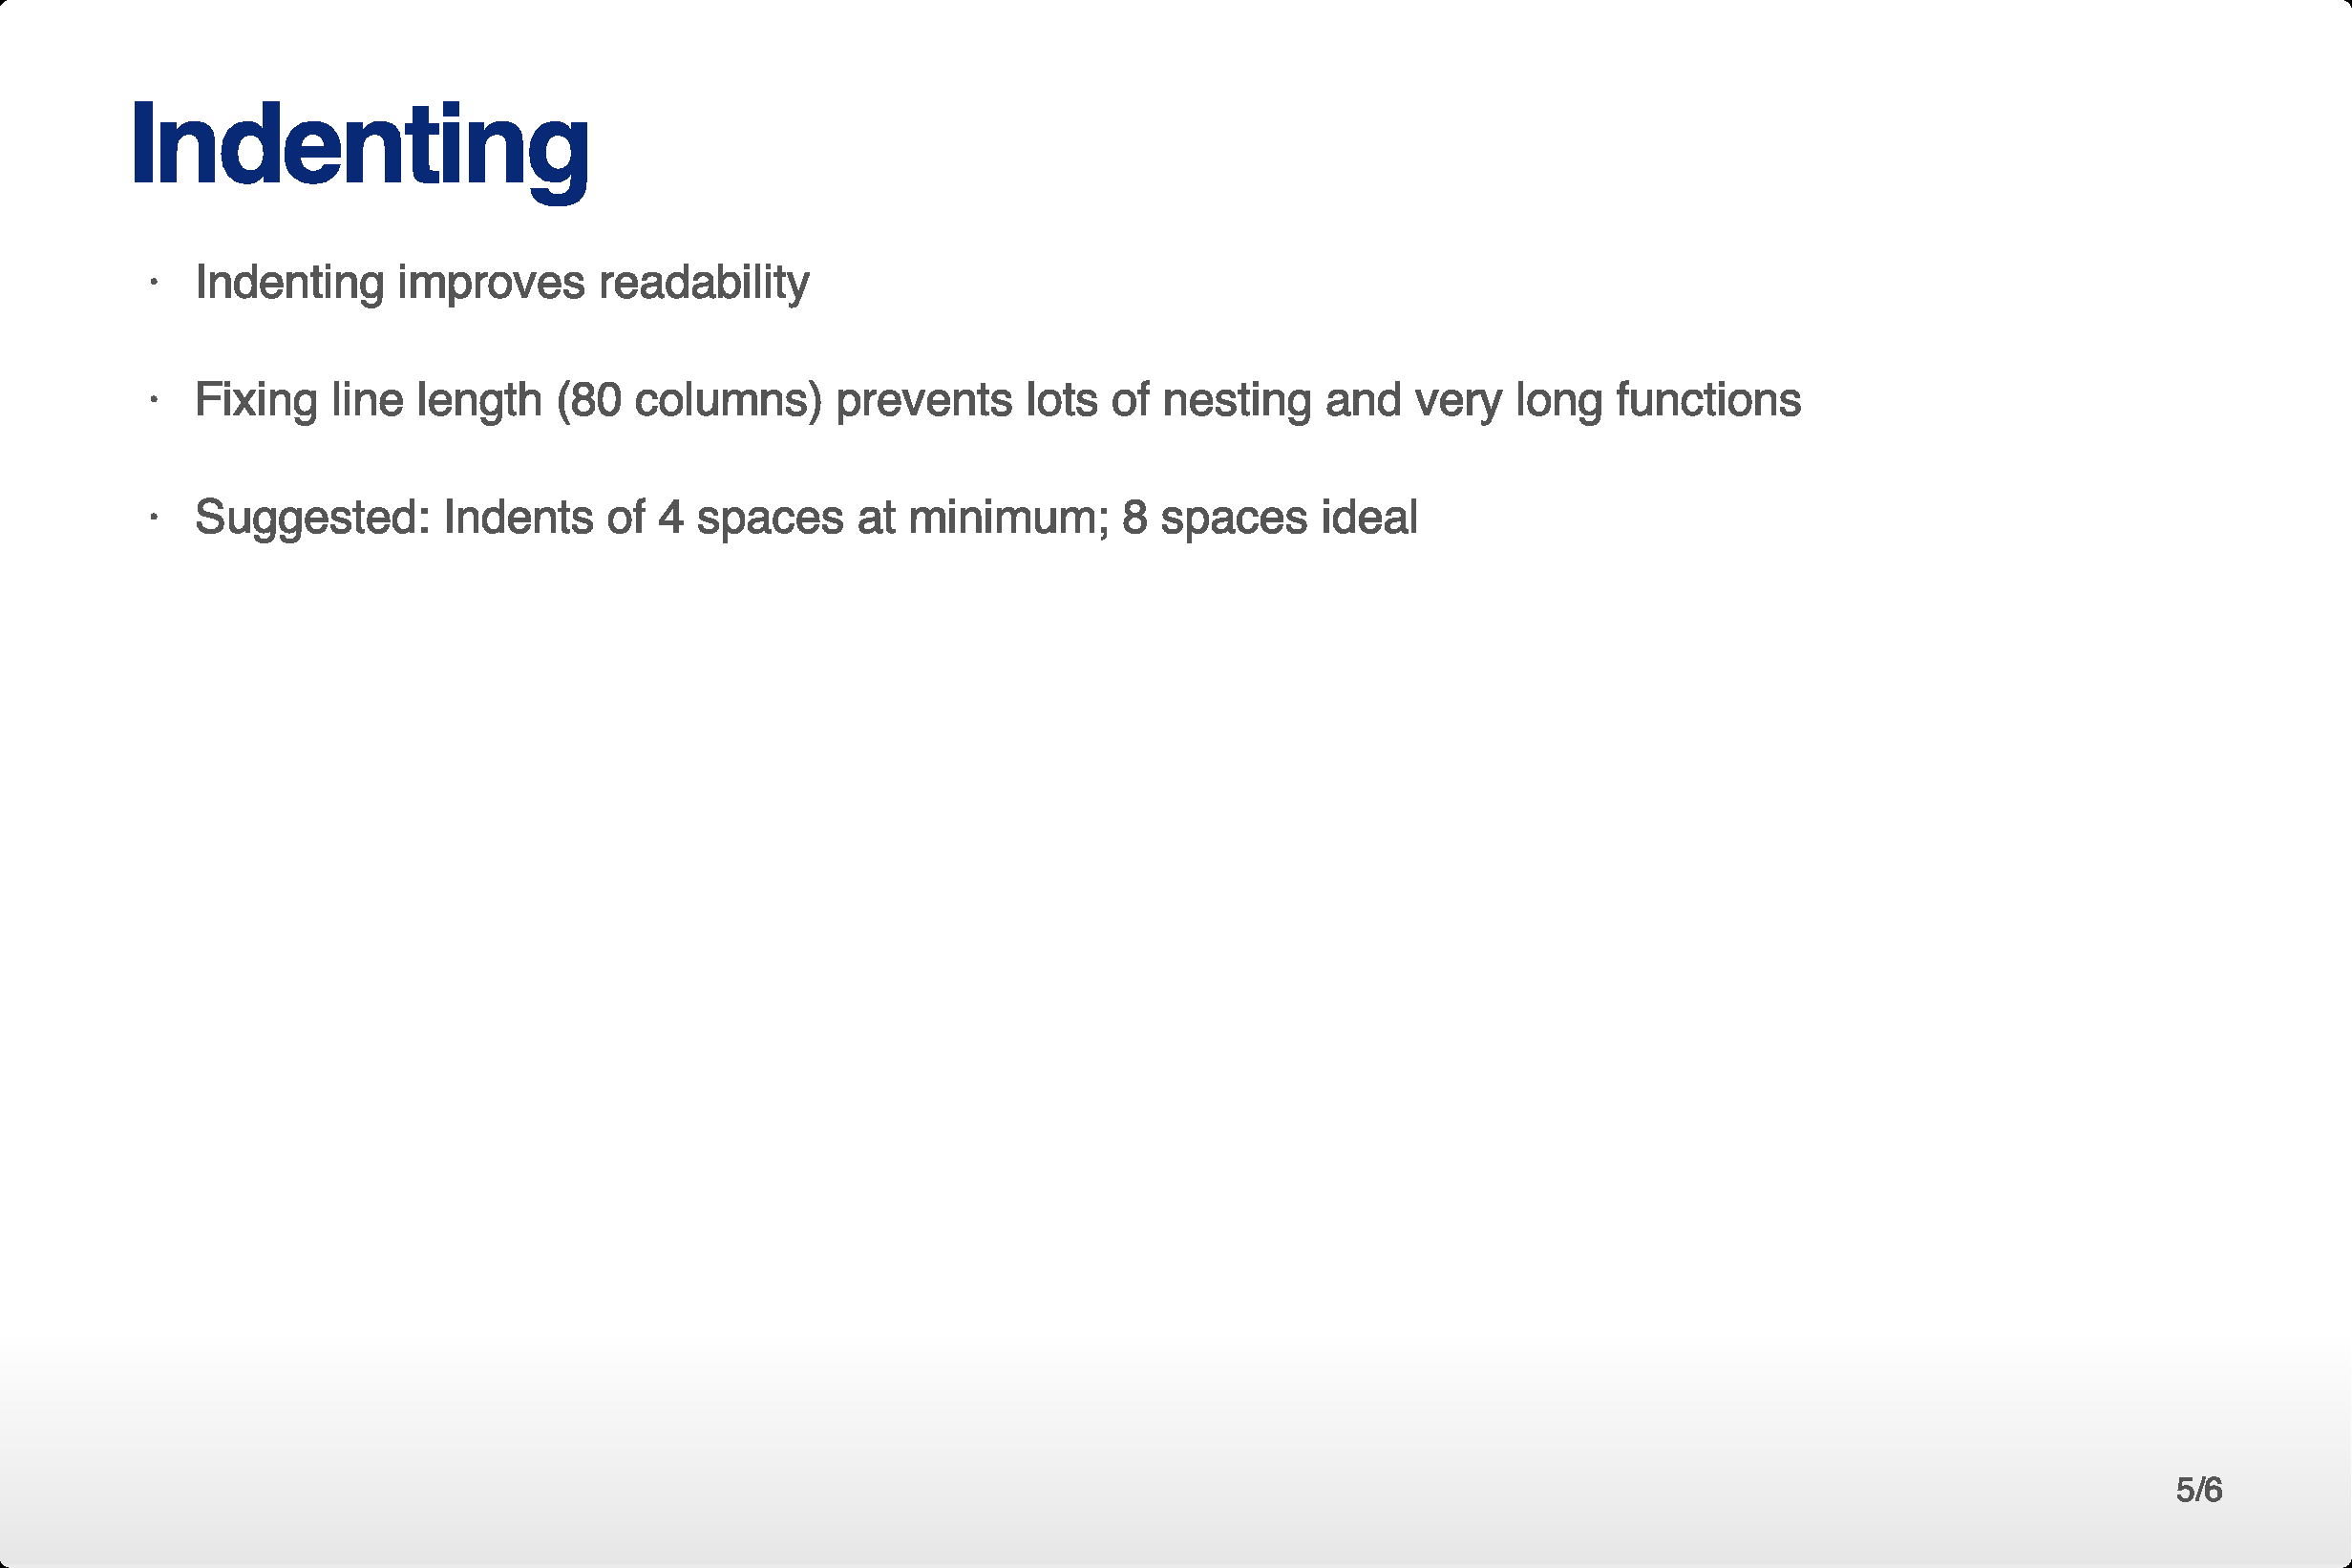 Indenting
· Indenting improves readability
· Fixing line length (80 columns) prevents lots of nesting and very long functions
· Suggested: Indents of 4 spaces at minimum; 8 spaces ideal
5/6